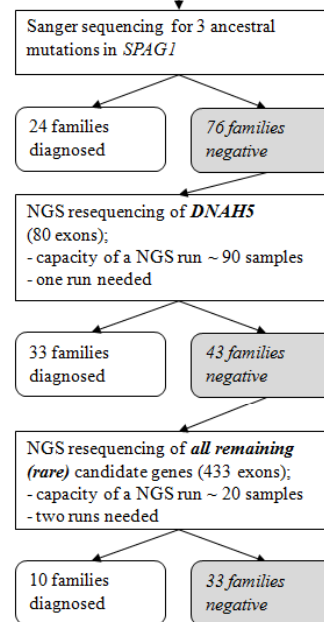 Sanger sequencing for 3 ancestral
mutations in SPAG1
24 families
diagnosed
76 families
negative
NGS resequencing of DNAH5
(80 exons);
- capacity of a NGS run ~ 90 samples
- one run needed
33 families
diagnosed
43 families
negative
NGS resequencing of all remaining
(rare) candidate genes (433 exons);
- capacity of a NGS run ~ 20 samples
- two runs needed
10 families
diagnosed
33 families
negative